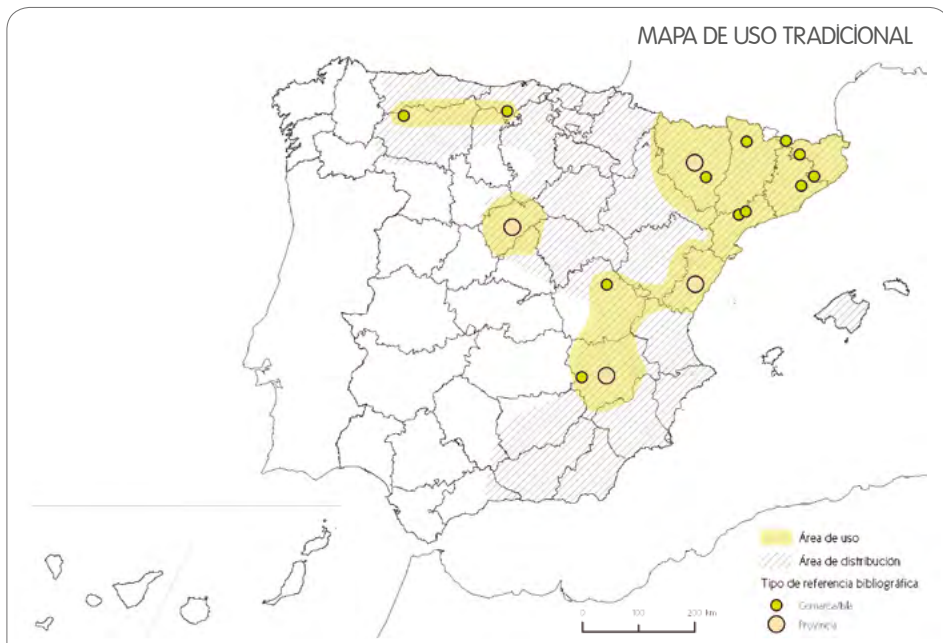 MAPA DE USO TRADICIONAL
Área de uso
Área de distribución
Tipo de referencia bibliográfica
Comarca/Isla
Provincia
0 100 200 km